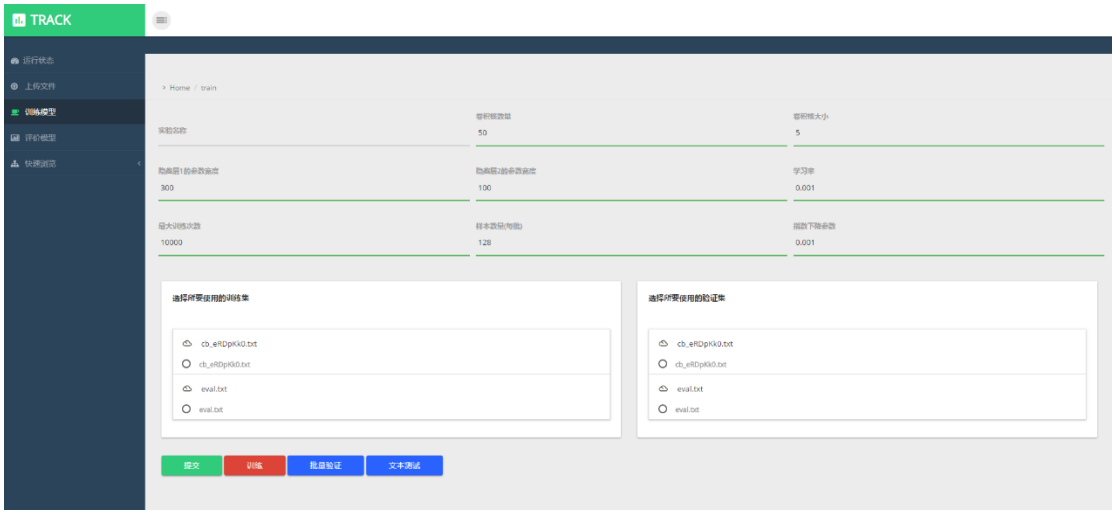 TRACK
运行状态
上传文件
训练模型
评价模型
快速浏览
> Home / train
实验名称
卷积核数量
50
卷积核大小
5
隐藏层1的参数宽度
300
隐藏层2的参数宽度
100
学习率
0.001
最大训练次数
10000
样本数量(每批)
128
指数下降参数
0.001
选择所要使用的训练集
cb_eRDpKk0.txt
cb_eRDpKk0.txt
eval.txt
eval.txt
选择所要使用的验证集
cb_eRDpKk0.txt
cb_eRDpKk0.txt
eval.txt
eval.txt
提交
训练
批量验证
文本测试